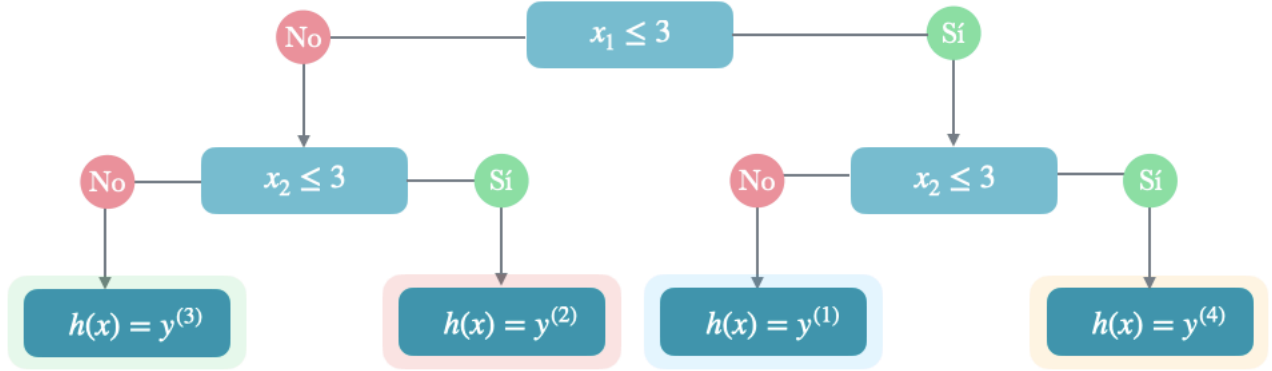 No x₁ ≤ 3 Sí
No x₂ ≤ 3 Sí No x₂ ≤ 3 Sí
h(x) = y⁽³⁾ h(x) = y⁽²⁾ h(x) = y⁽¹⁾ h(x) = y⁽⁴⁾